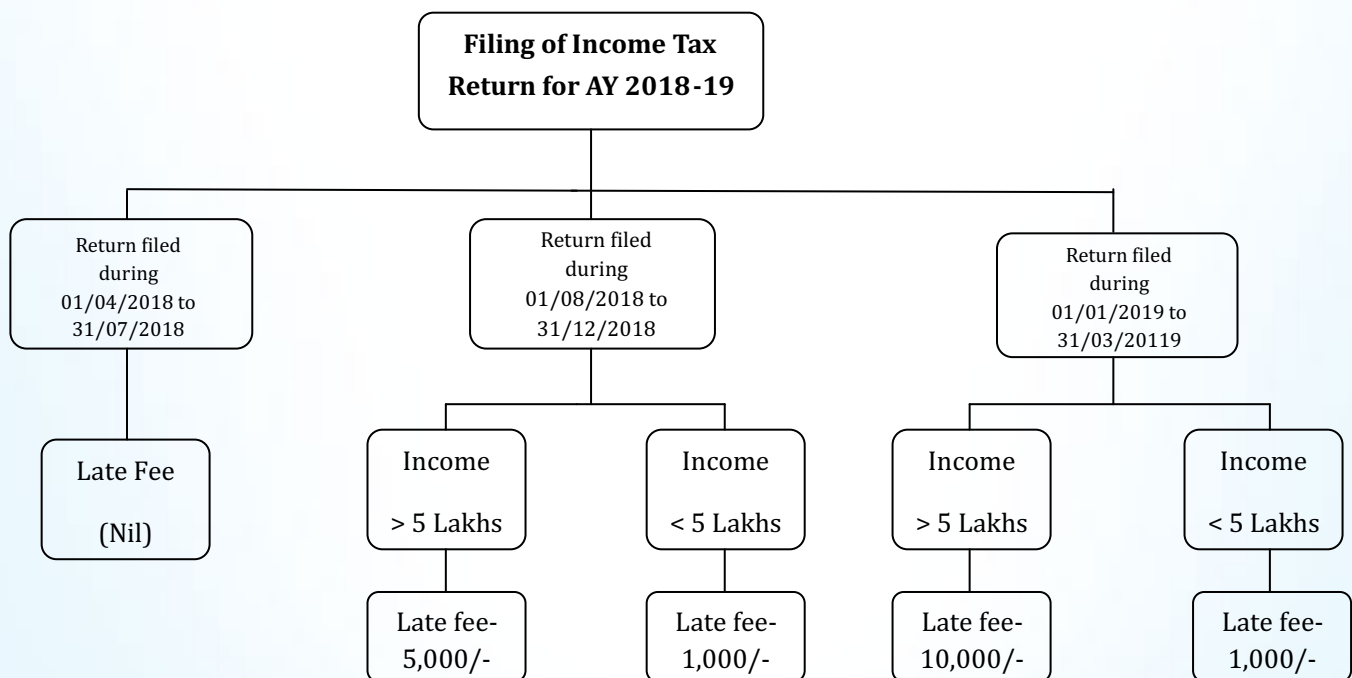 Filing of Income Tax
Return for AY 2018-19
Return filed
during
01/04/2018 to
31/07/2018
Return filed
during
01/08/2018 to
31/12/2018
Return filed
during
01/01/2019 to
31/03/20119
Late Fee
(Nil)
Income
> 5 Lakhs
Income
< 5 Lakhs
Income
> 5 Lakhs
Income
< 5 Lakhs
Late fee-
5,000/-
Late fee-
1,000/-
Late fee-
10,000/-
Late fee-
1,000/-